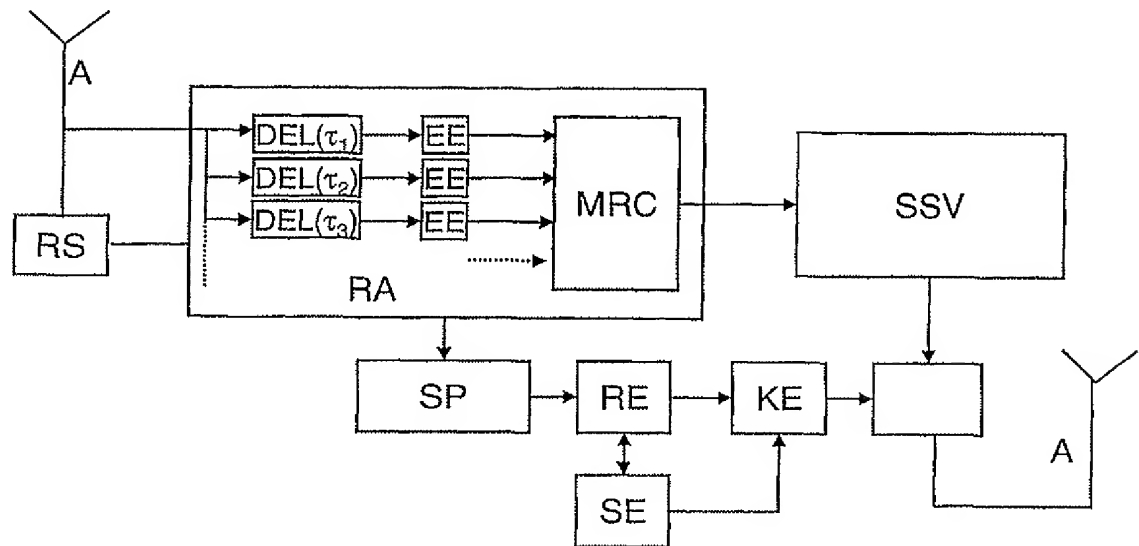 A
DEL(τ₁) EE
DEL(τ₂) EE
DEL(τ₃) EE
MRC
SSV
RS
RA
SP
RE
KE
A
SE